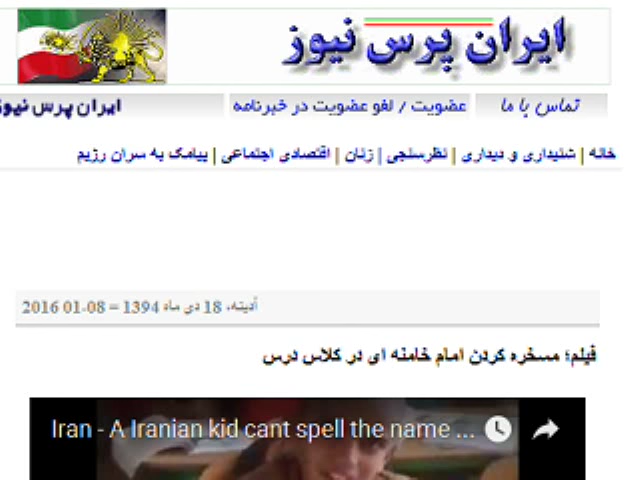 ایران پرس نیوز
تماس با ما
عضویت / لغو عضویت در خبرنامه
ایران پرس نیوز
خانه | شنیداری و دیداری | نظرسنجی | زنان | اقتصادی اجتماعی | پیامک به سران رژیم
آدینه، 18 دی ماه 1394 = 08-01 2016
فیلم؛ مسخره کردن امام خامنه ای در کلاس درس
Iran - A Iranian kid cant spell the name ...